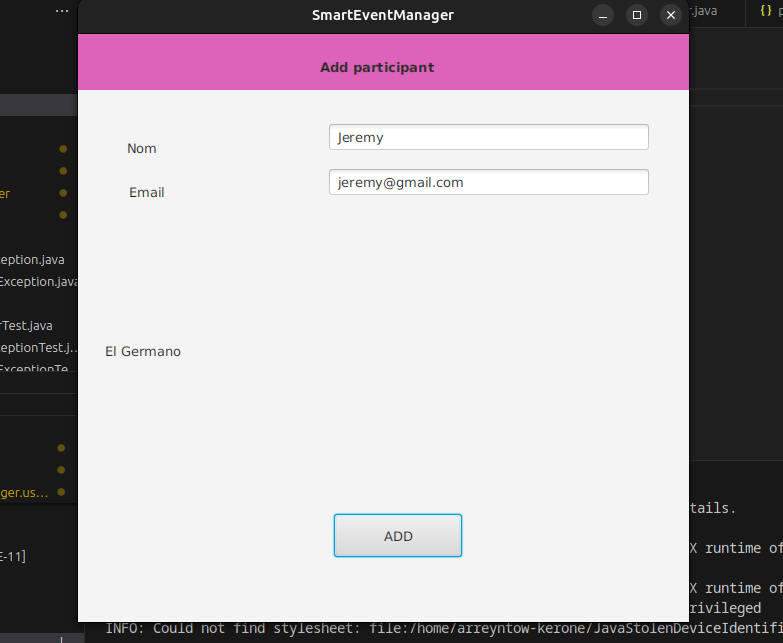 ...
SmartEventManager
.java
{}
Add participant
Nom
Jeremy
Email
jeremy@gmail.com
er
eption.java
Exception.java
rTest.java
eptionTest.j...
ExceptionTe...
El Germano
ger.us...
ADD
tails.
E-11]
X runtime of
X runtime of
rivileged
INFO: Could not find stylesheet: file:/home/arreyntow-kerone/JavaStolenDeviceIdentifi